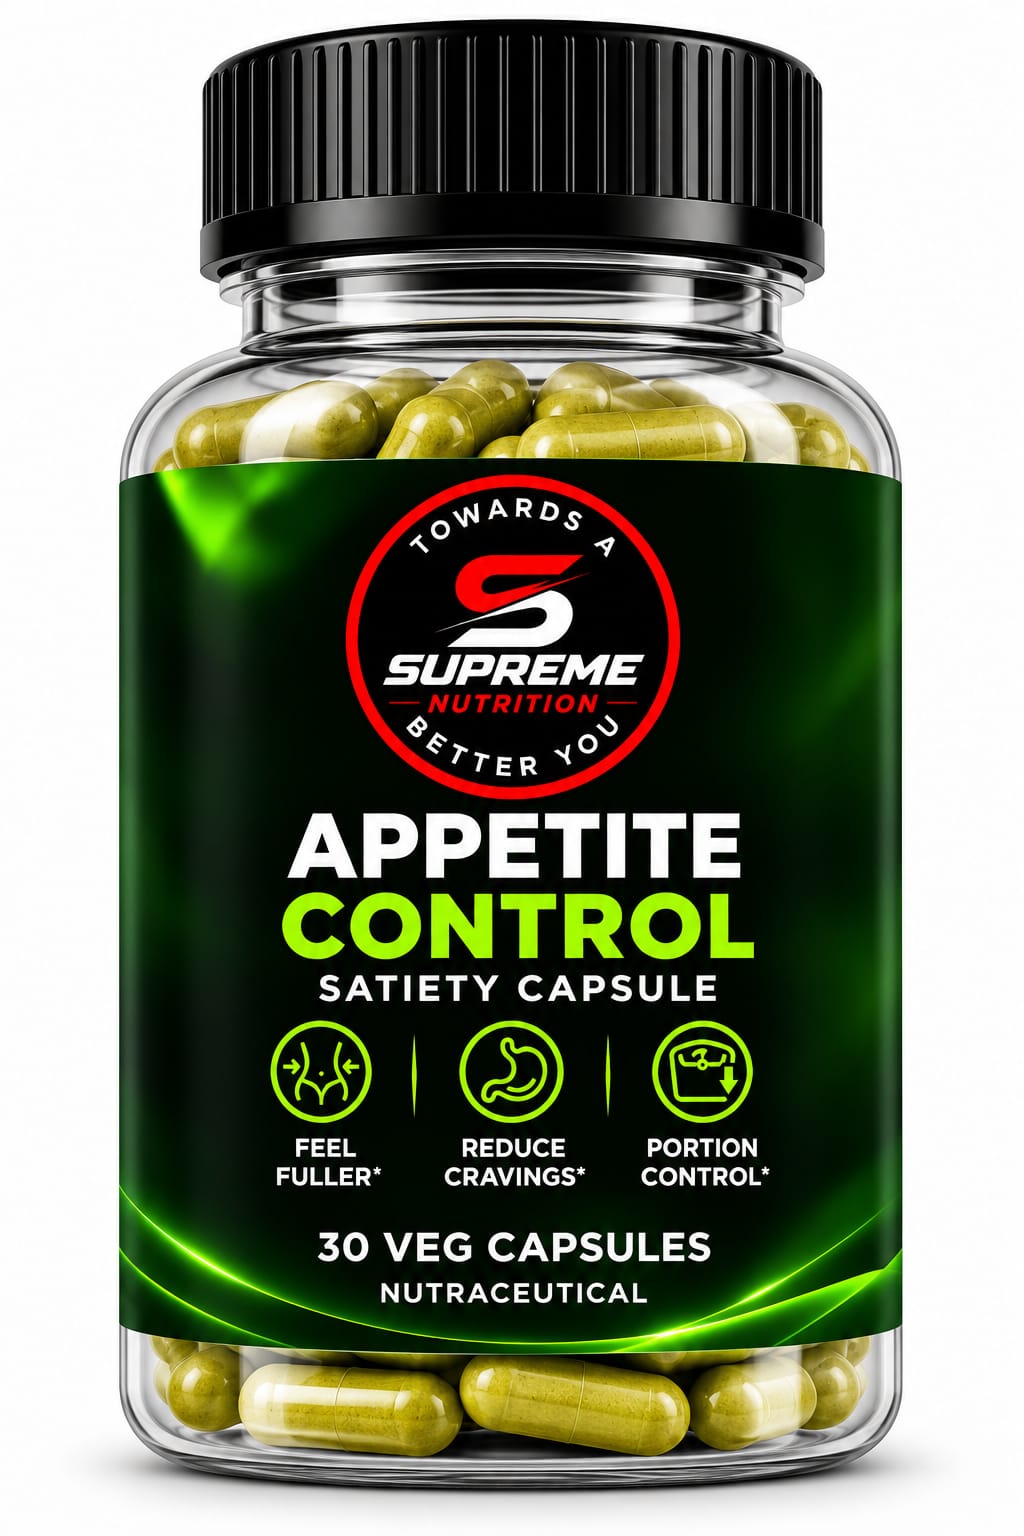 TOWARDS A
SUPREME
NUTRITION
BETTER YOU
APPETITE
CONTROL
SATIETY CAPSULE
FEEL
FULLER*
REDUCE
CRAVINGS*
PORTION
CONTROL*
30 VEG CAPSULES
NUTRACEUTICAL